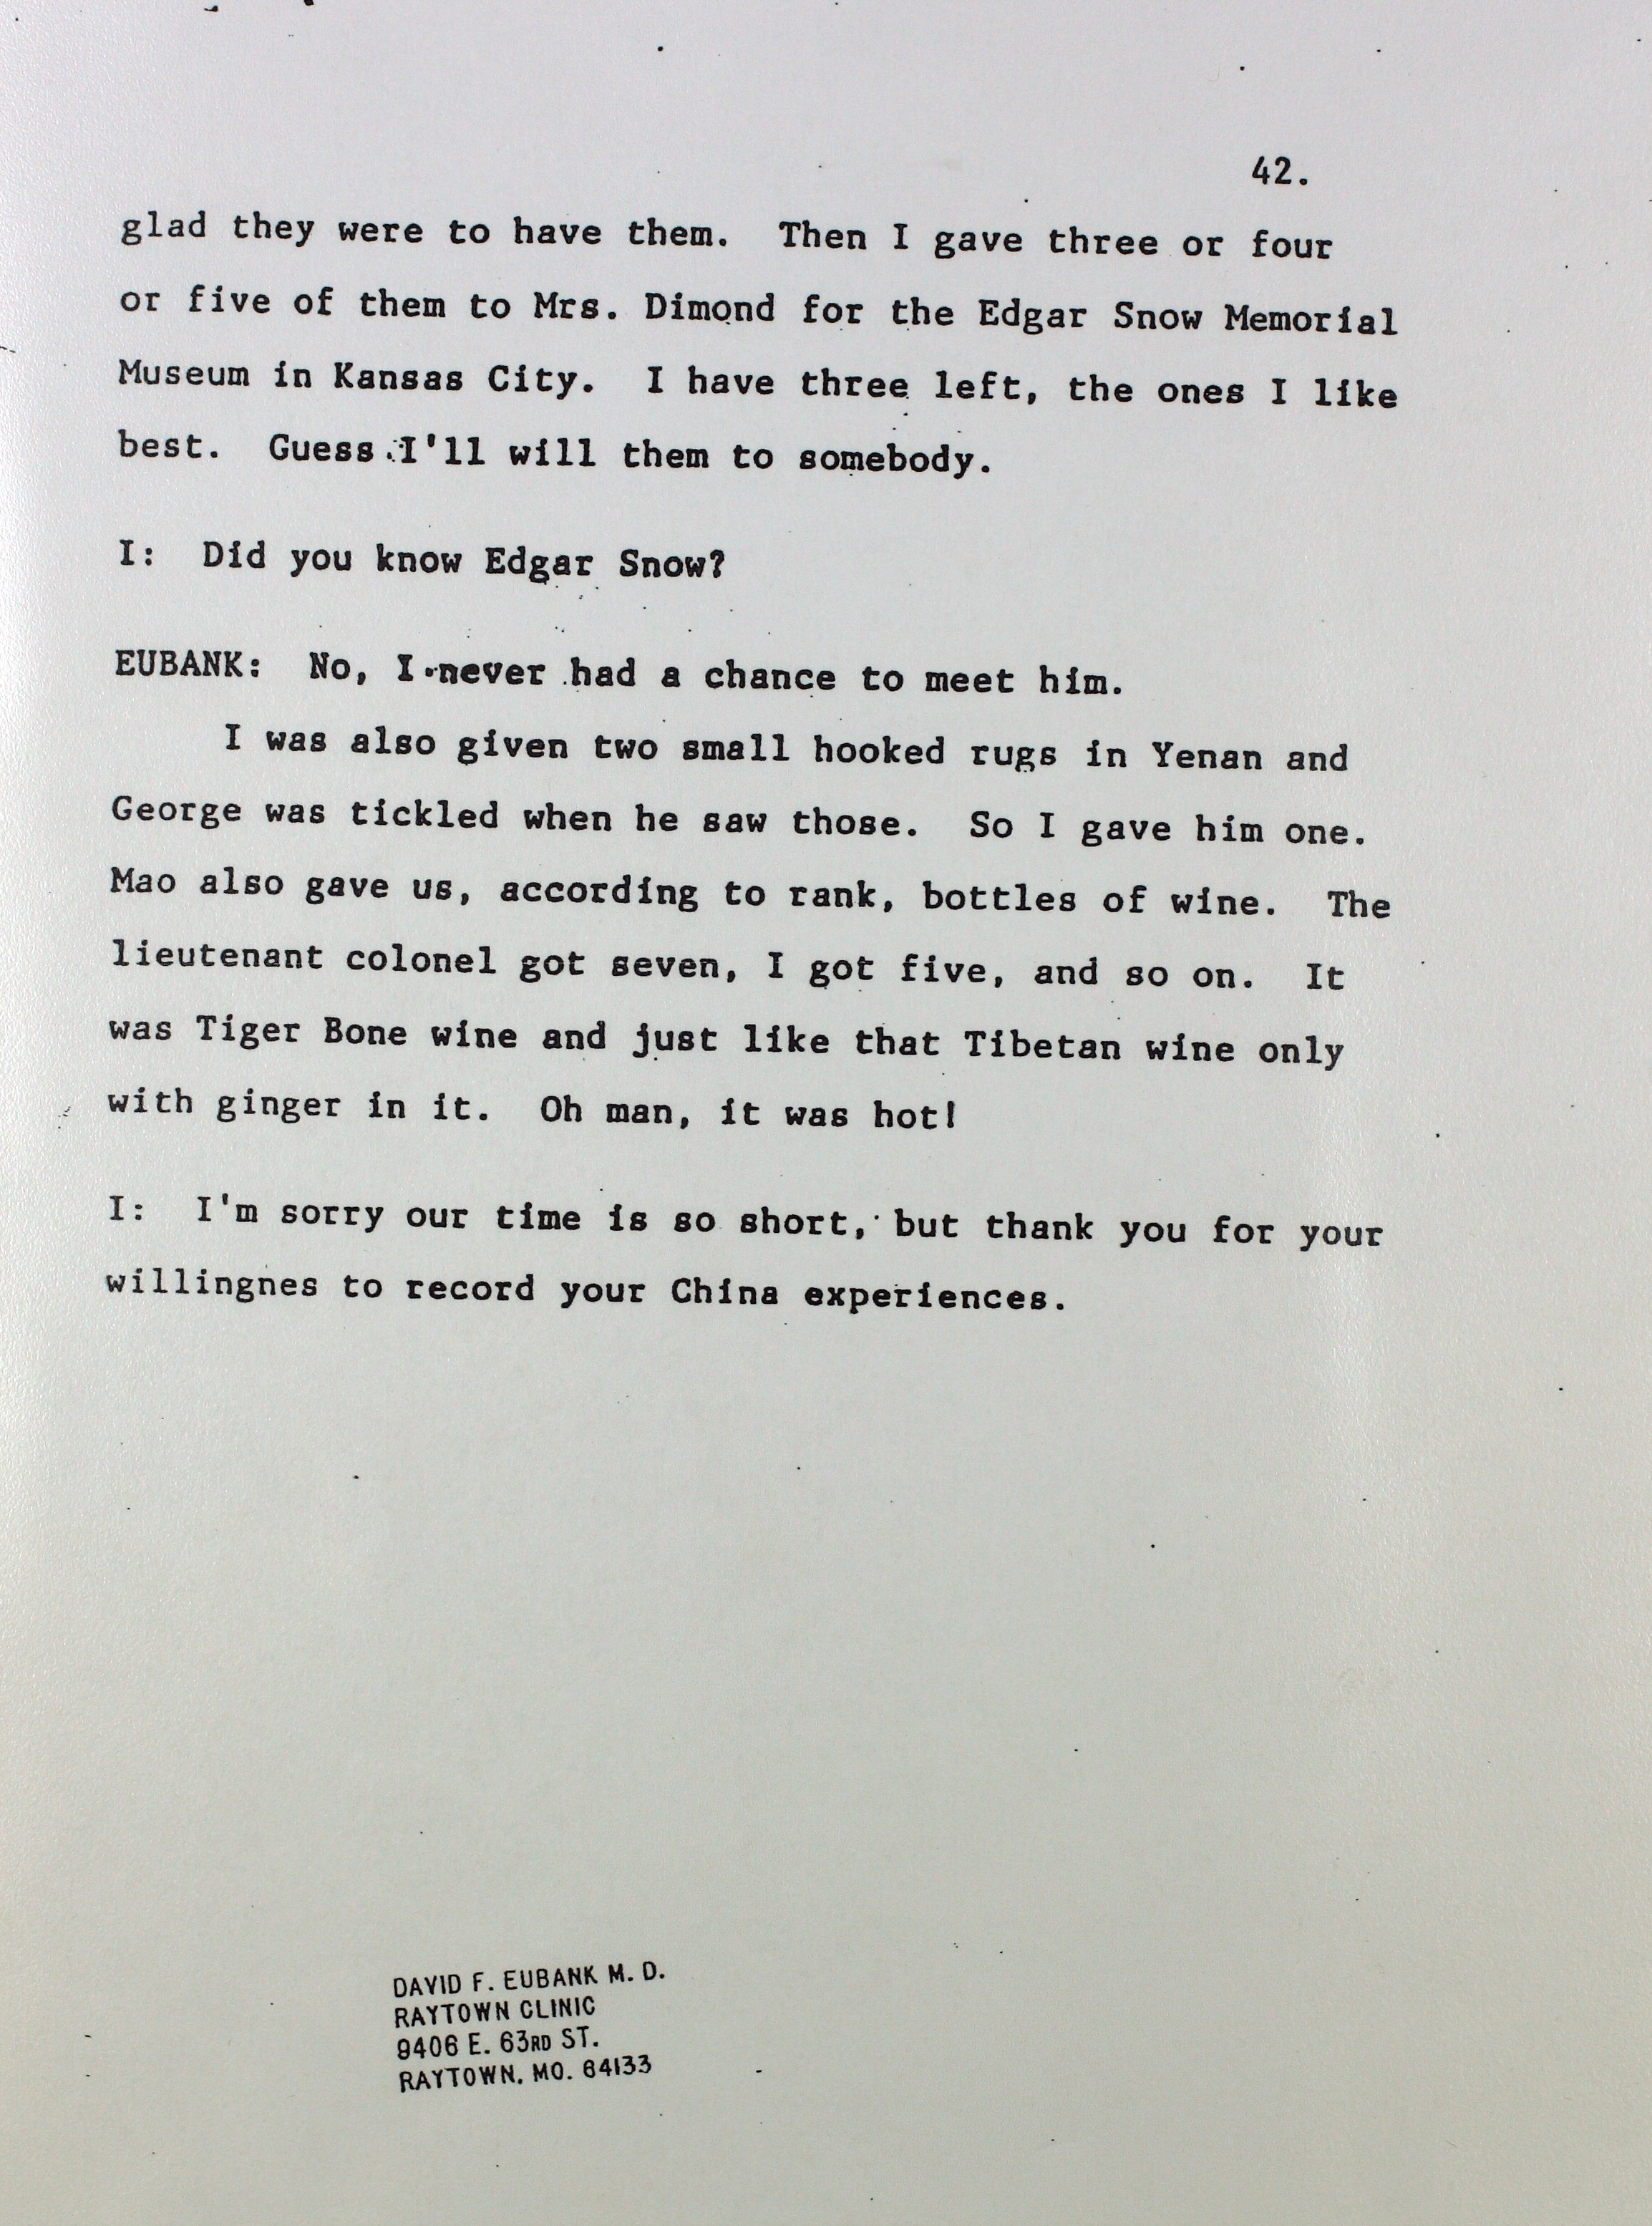 42.
glad they were to have them.  Then I gave three or four
or five of them to Mrs. Dimond for the Edgar Snow Memorial
Museum in Kansas City.  I have three left, the ones I like
best.  Guess I'll will them to somebody.
I:  Did you know Edgar Snow?
EUBANK:  No, I never had a chance to meet him.
I was also given two small hooked rugs in Yenan and
George was tickled when he saw those.  So I gave him one.
Mao also gave us, according to rank, bottles of wine.  The
lieutenant colonel got seven, I got five, and so on.  It
was Tiger Bone wine and just like that Tibetan wine only
with ginger in it.  Oh man, it was hot!
I:  I'm sorry our time is so short, but thank you for your
willingnes to record your China experiences.
DAVID F. EUBANK M. D.
RAYTOWN CLINIC
9406 E. 63RD ST.
RAYTOWN, MO. 64133